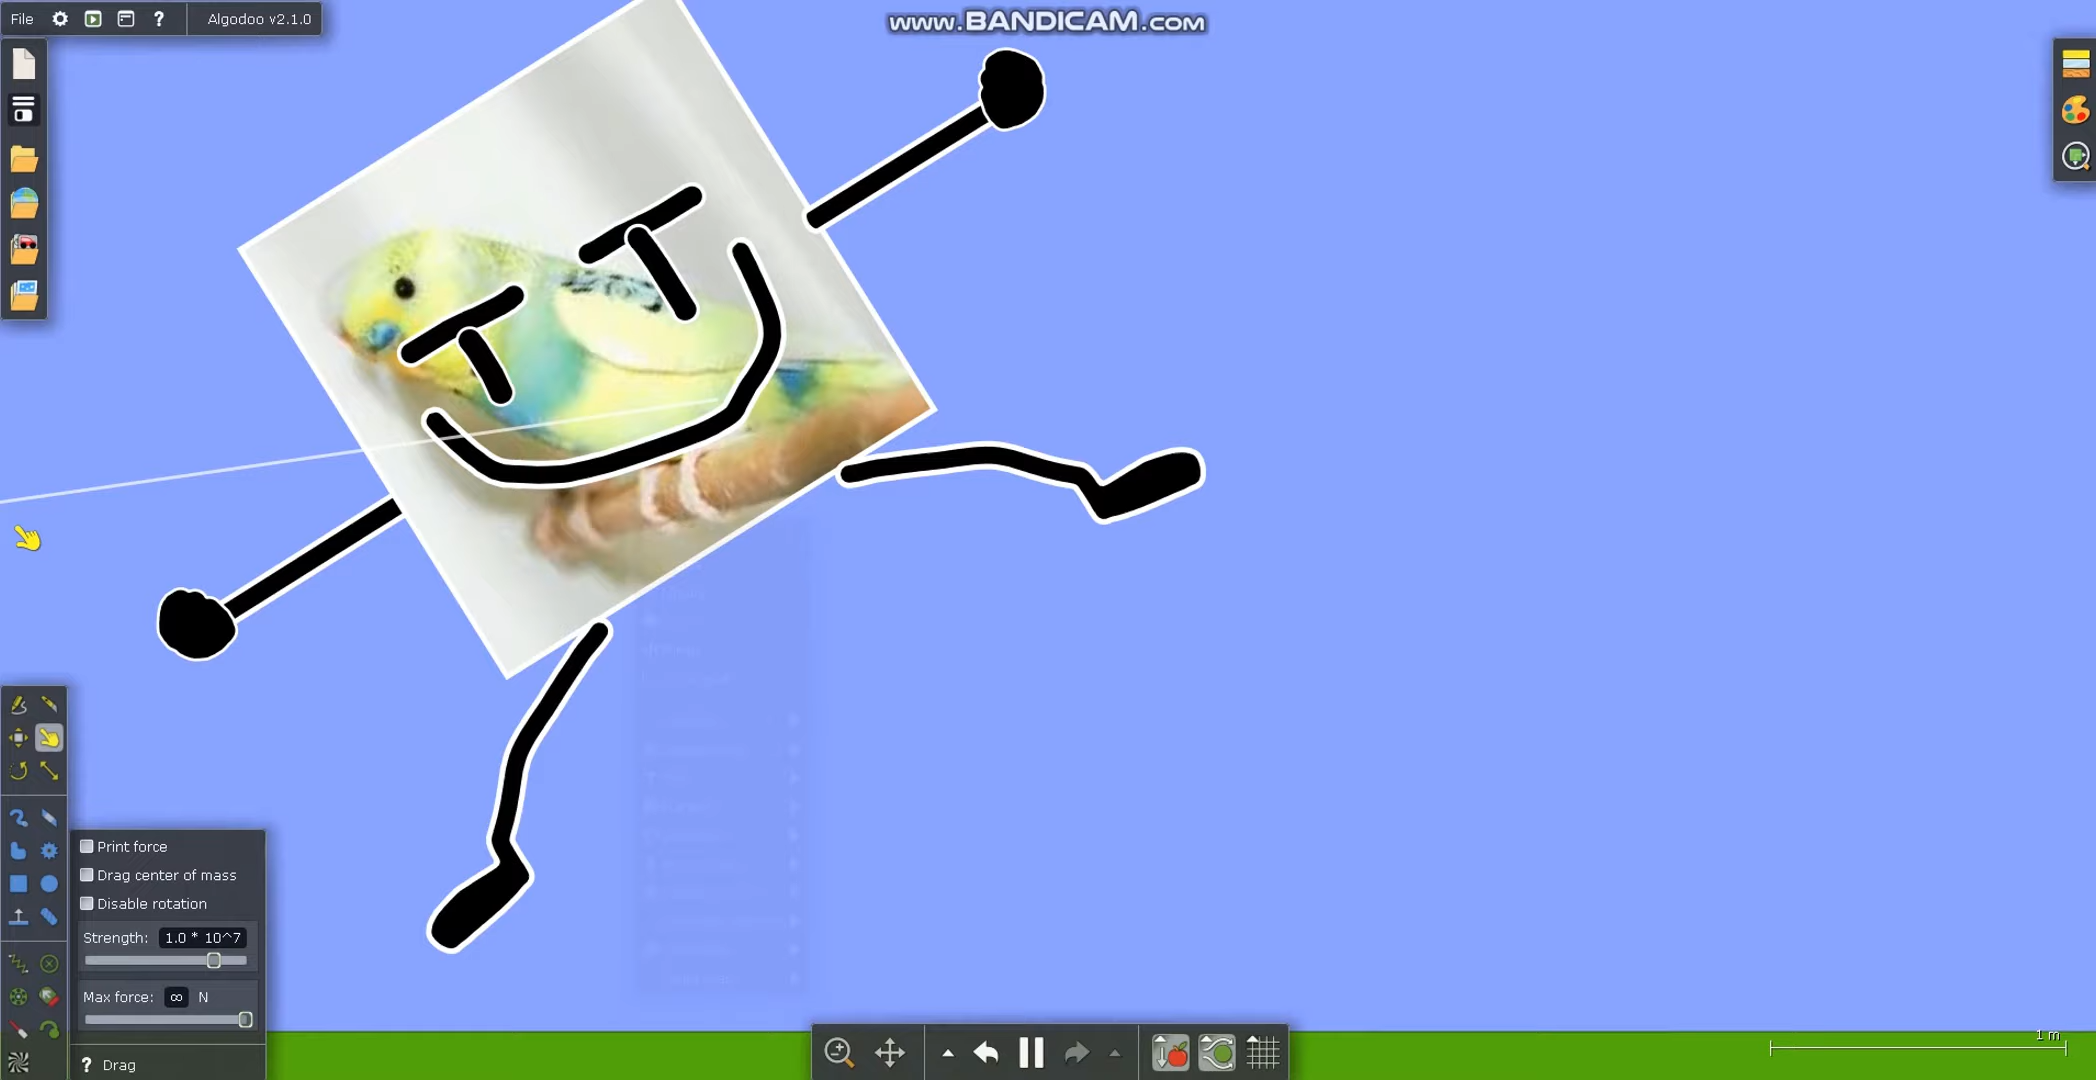 File ? Algodoo v2.1.0
www.BANDICAM.com
Print force
Drag center of mass
Disable rotation
Strength: 1.0 * 10^7
Max force: ∞ N
? Drag
1 m